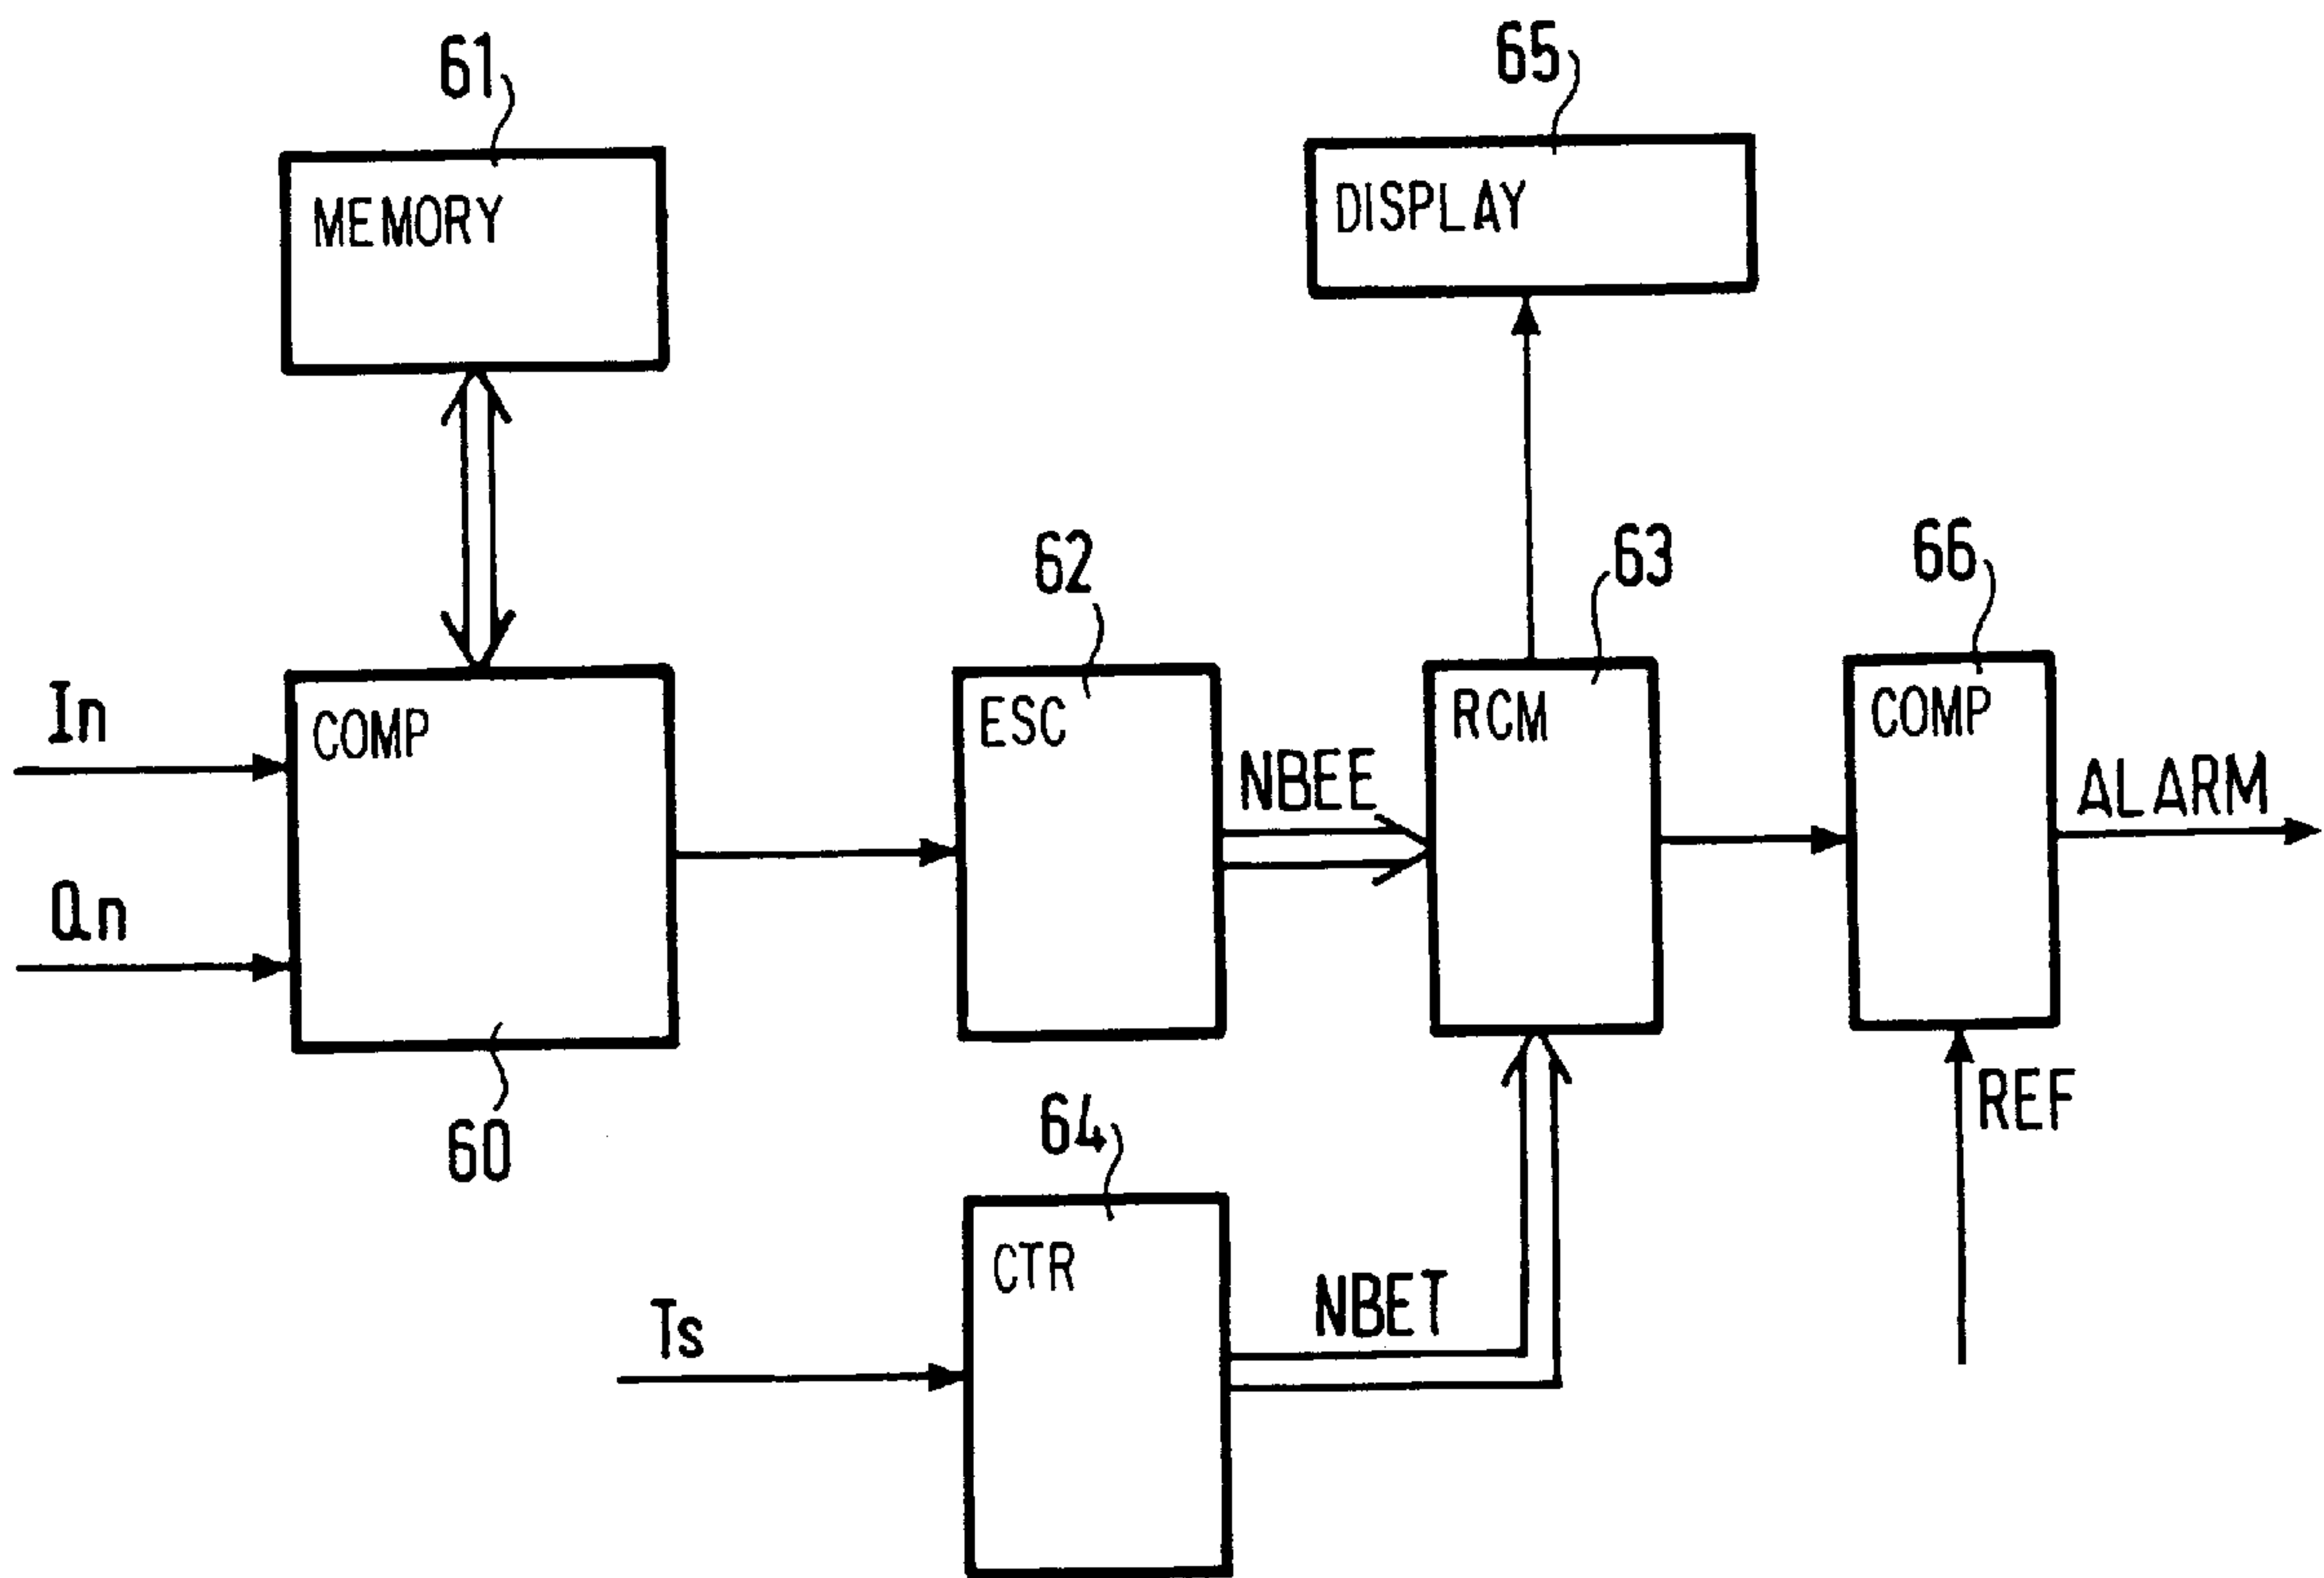 61
65
MEMORY
DISPLAY
62
63
66
In
COMP
ESC
NBEE
RCM
COMP
ALARM
Qn
60
REF
64
CTR
Ts
NBET